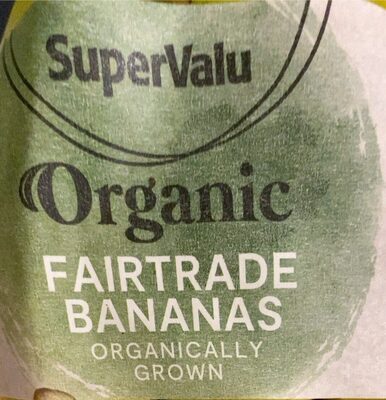 SuperValu
Organic
FAIRTRADE
BANANAS
ORGANICALLY
GROWN